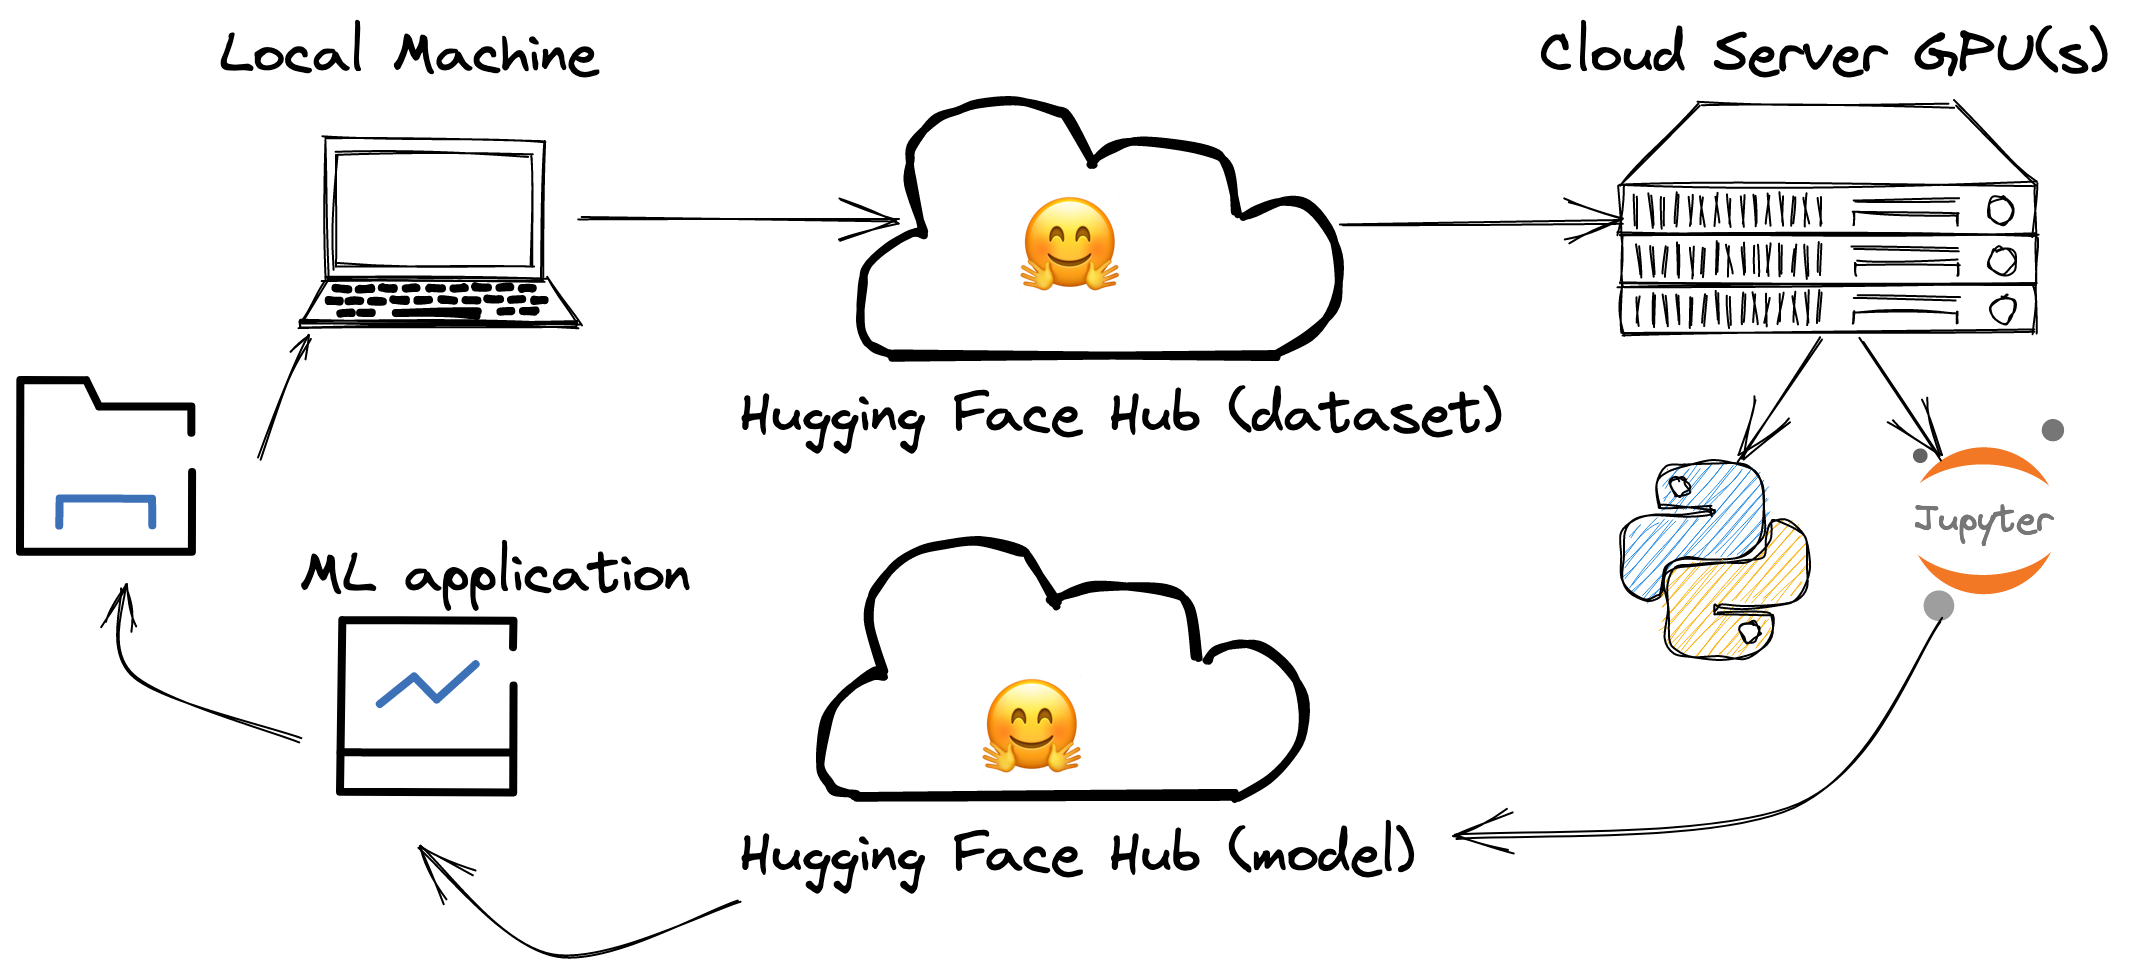 Local Machine
Cloud Server GPU(s)
Hugging Face Hub (dataset)
Jupyter
ML application
Hugging Face Hub (model)